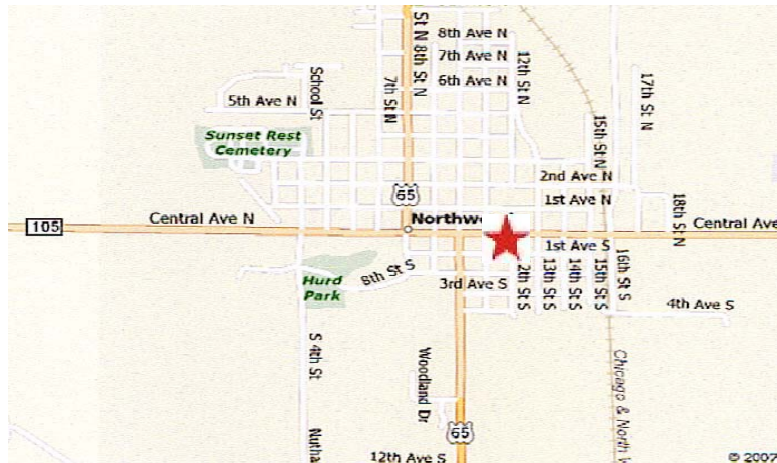 St N
8th St N
8th Ave N
7th Ave N
6th Ave N
12th St N
17th St N
School St
7th St N
5th Ave N
15th St N
Sunset Rest
Cemetery
2nd Ave N
65
1st Ave N
18th St N
105
Central Ave N
Central Ave
1st Ave S
8th St S
Hurd
Park
3rd Ave S
2th St S
13th St S
14th St S
15th St S
16th St S
4th Ave S
S 4th St
Woodland Dr
Chicago & North
65
12th Ave S
© 2007